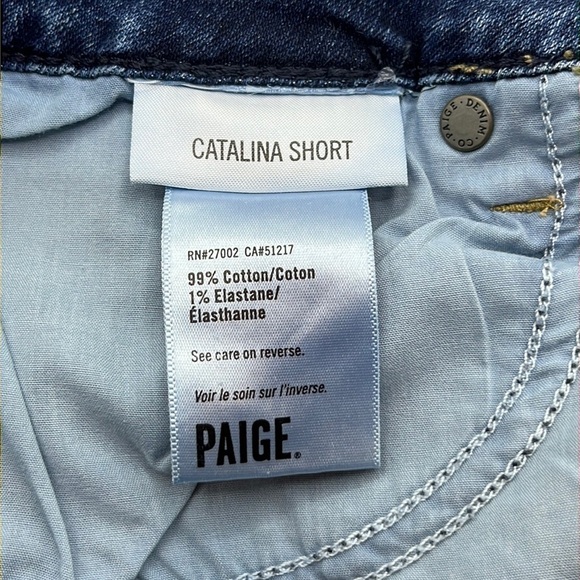 CATALINA SHORT
PAIGE · DENIM · CO ·
RN#27002 CA#51217
99% Cotton/Coton
1% Elastane/
Élasthanne
See care on reverse.
Voir le soin sur l'inverse.
PAIGE®